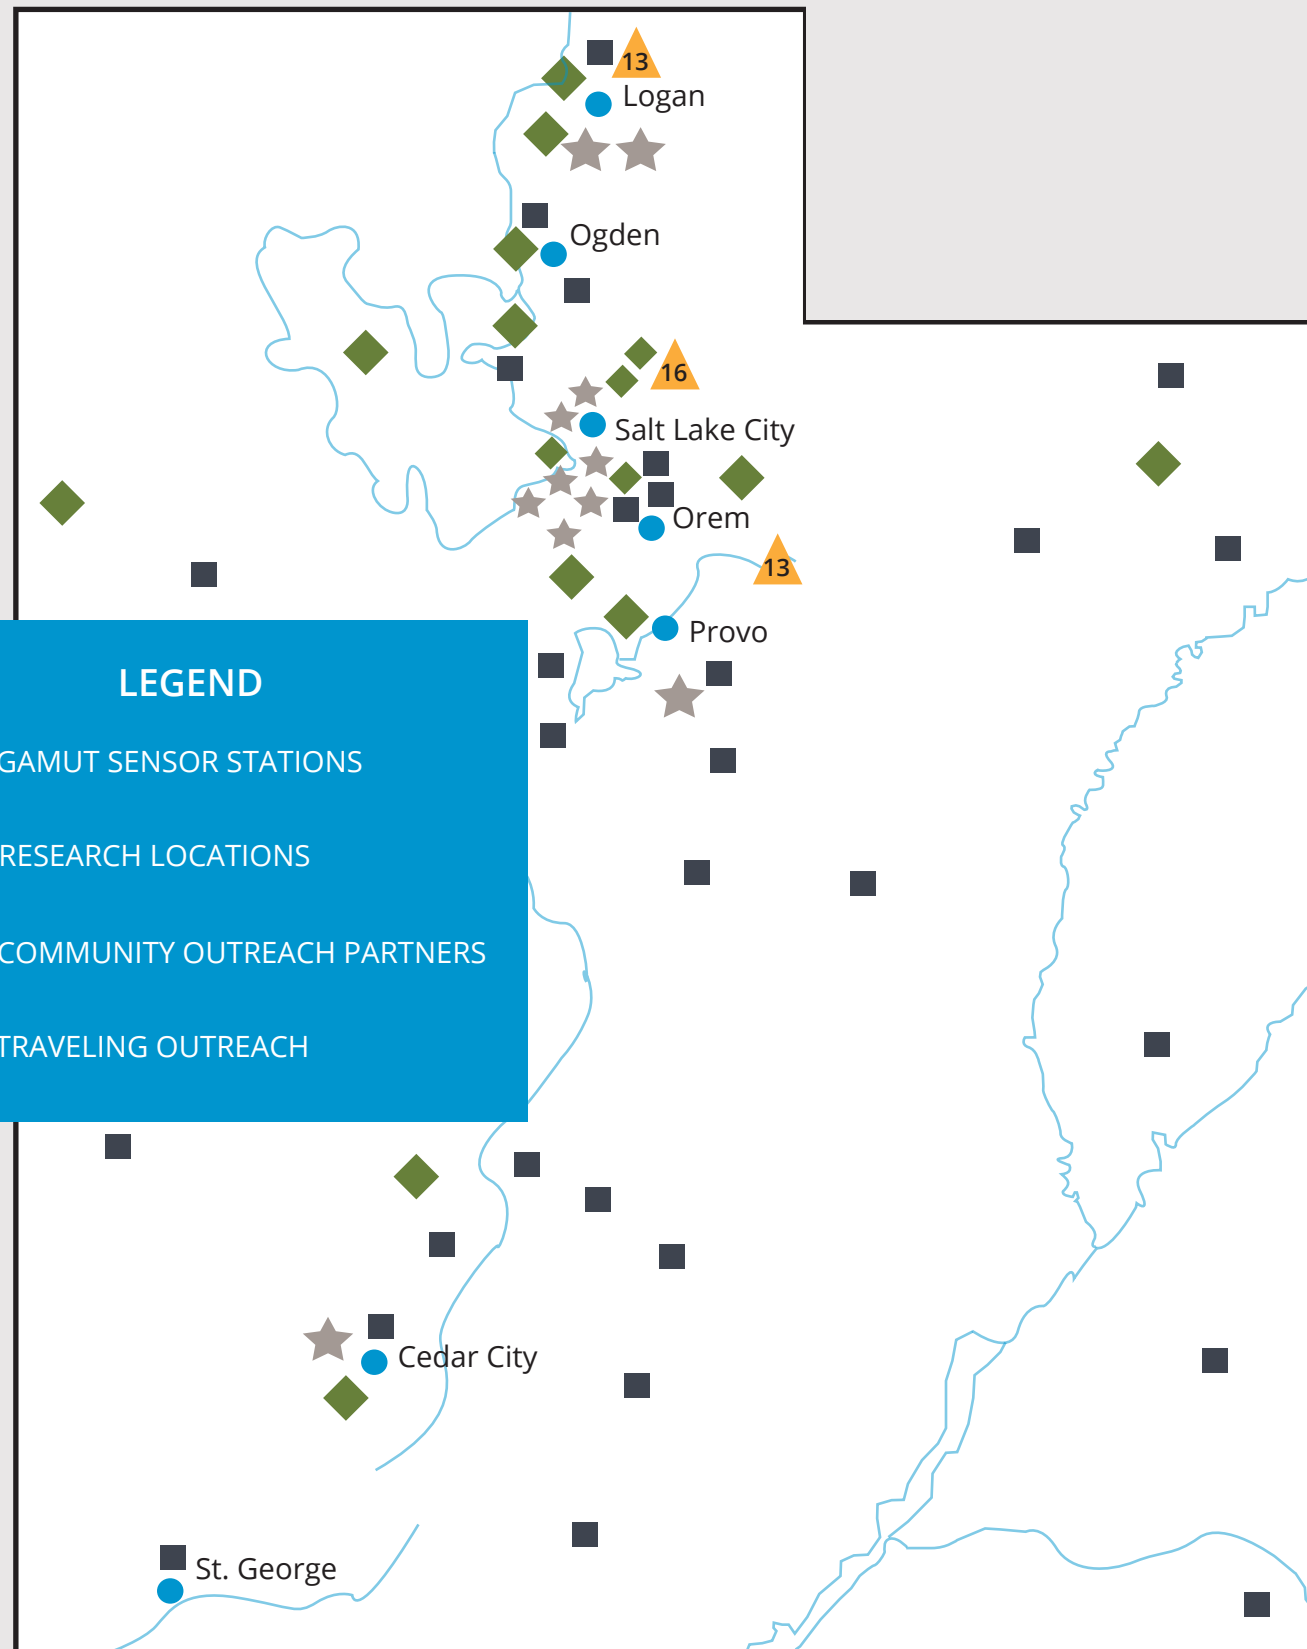 13
Logan
Ogden
16
Salt Lake City
Orem
13
Provo
LEGEND
GAMUT SENSOR STATIONS
RESEARCH LOCATIONS
COMMUNITY OUTREACH PARTNERS
TRAVELING OUTREACH
Cedar City
St. George